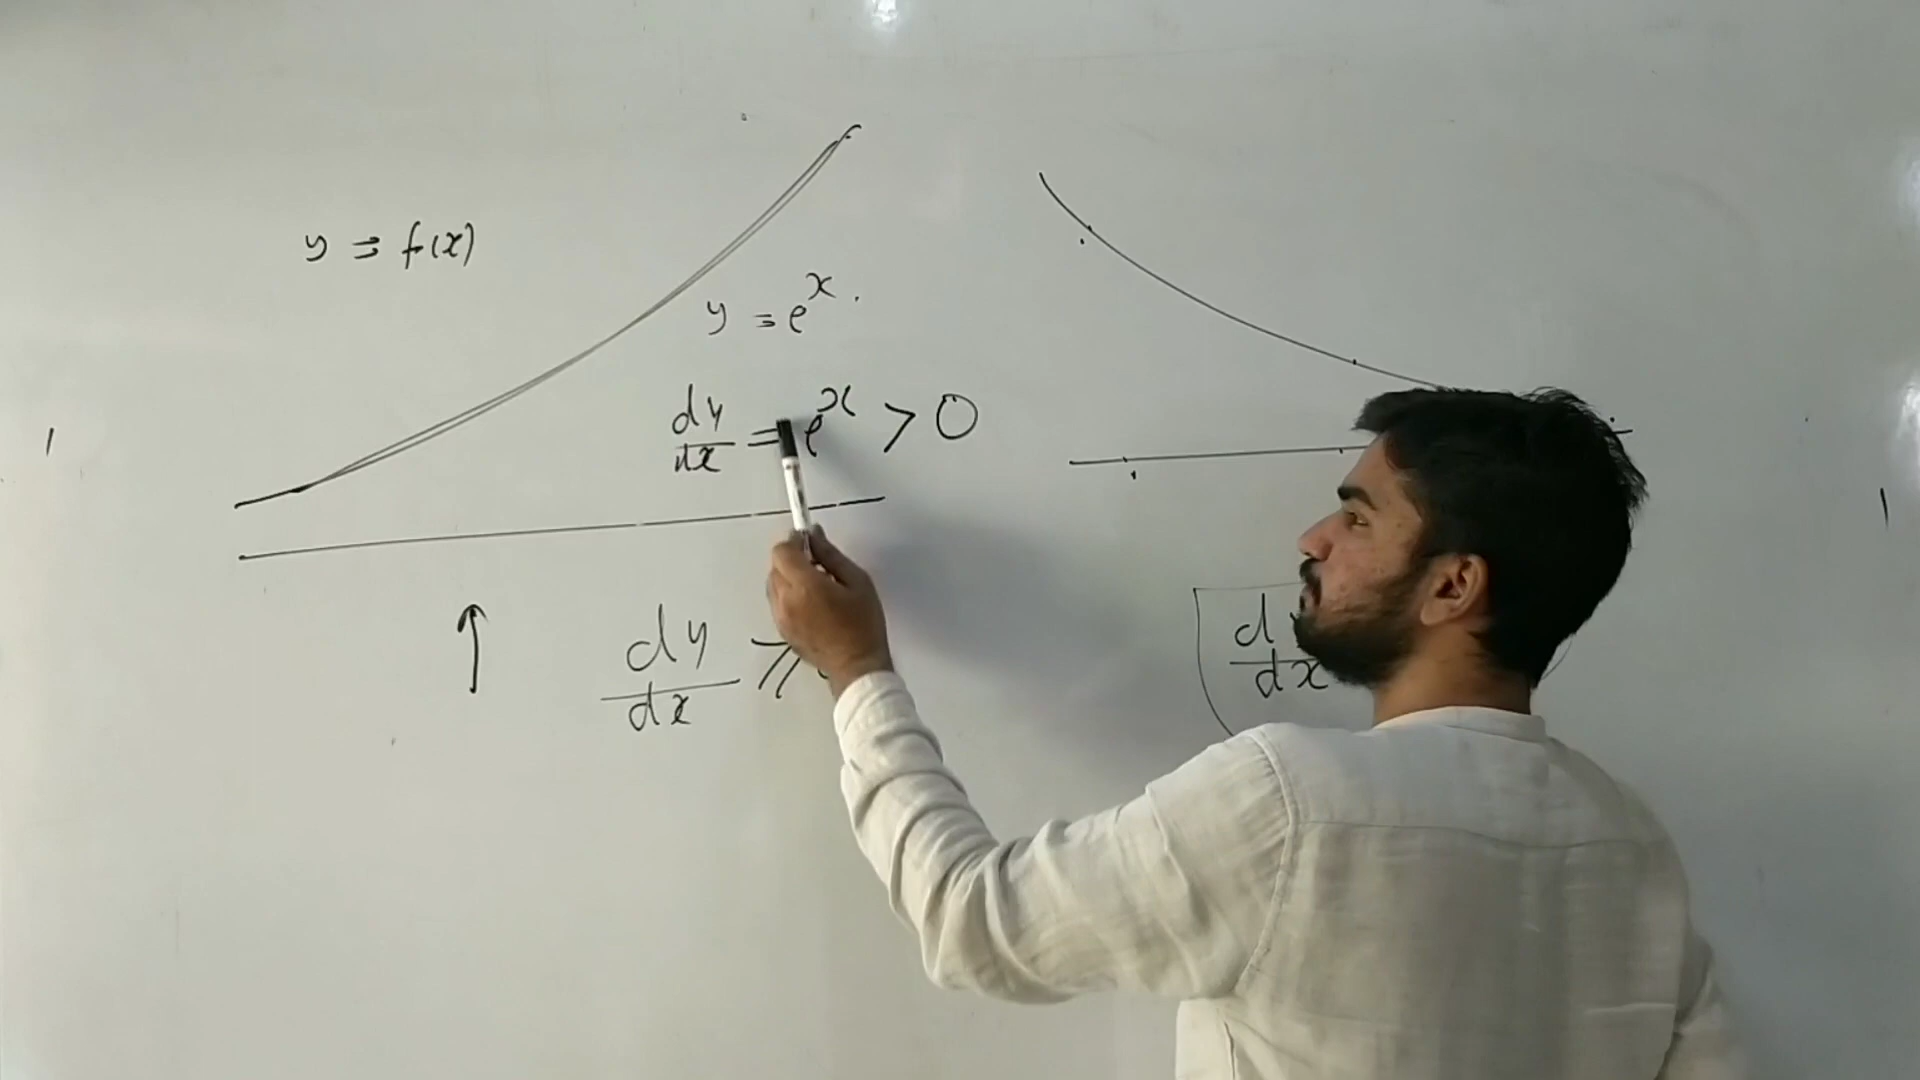 y = f(x)
y = e^x.
dy/dx = e^x > 0
↑ dy/dx ⩾
d
dx